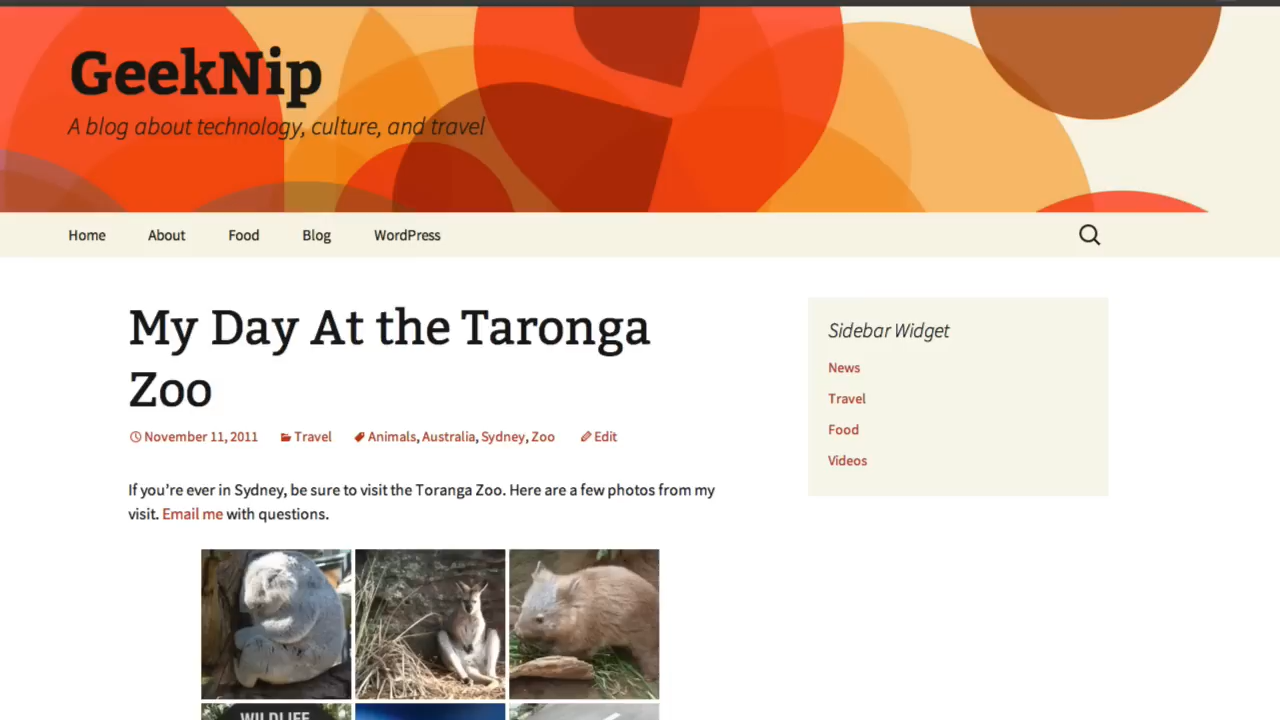 GeekNip
A blog about technology, culture, and travel
Home About Food Blog WordPress
My Day At the Taronga
Zoo
November 11, 2011 Travel Animals, Australia, Sydney, Zoo Edit
If you're ever in Sydney, be sure to visit the Toranga Zoo. Here are a few photos from my
visit. Email me with questions.
WILDLIFE
Sidebar Widget
News
Travel
Food
Videos